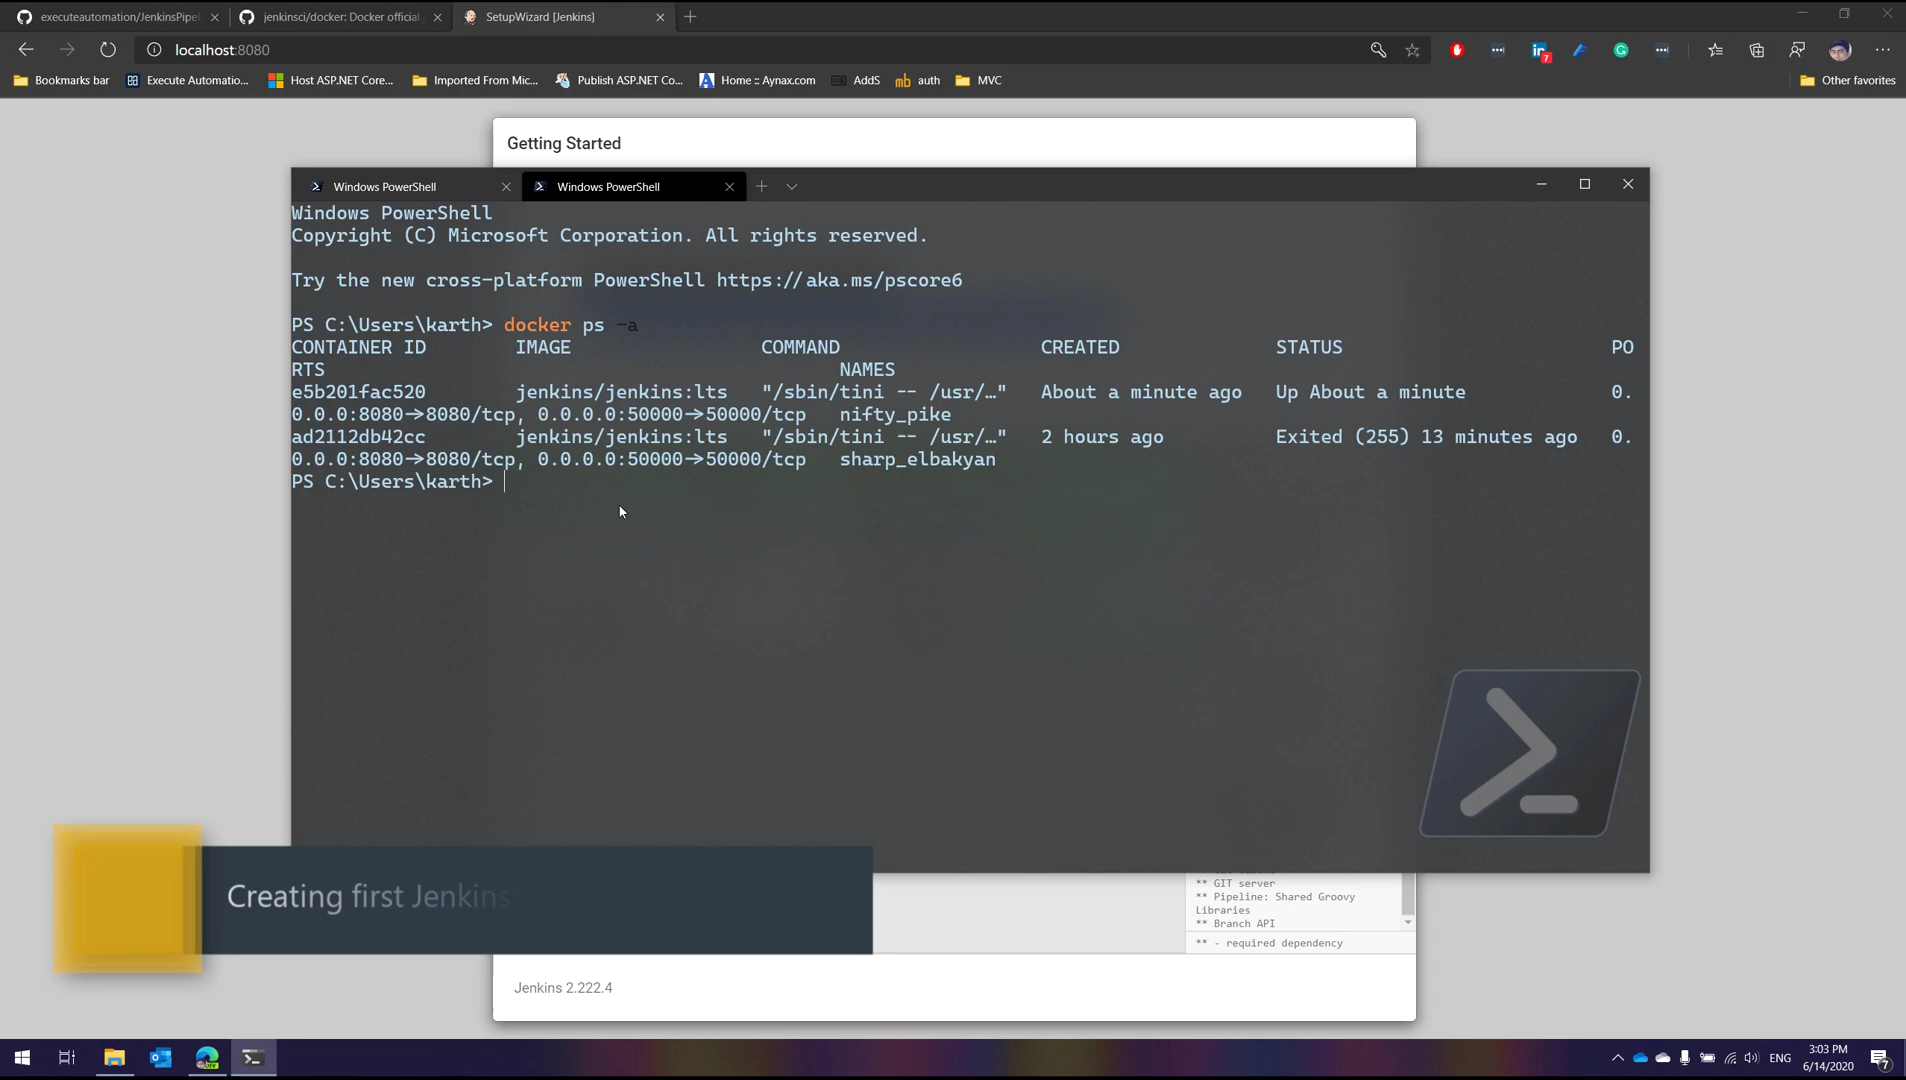 executeautomation/JenkinsPipel
jenkinsci/docker: Docker official
SetupWizard [Jenkins]
localhost:8080
7
Bookmarks bar
Execute Automatio...
Host ASP.NET Core...
Imported From Mic...
Publish ASP.NET Co...
Home :: Aynax.com
AddS
mb auth
MVC
Other favorites
Getting Started
Windows PowerShell
Windows PowerShell
Windows PowerShell
Copyright (C) Microsoft Corporation. All rights reserved.
Try the new cross-platform PowerShell https://aka.ms/pscore6
PS C:\Users\karth> docker ps -a
CONTAINER ID IMAGE COMMAND CREATED STATUS PO
RTS NAMES
e5b201fac520 jenkins/jenkins:lts "/sbin/tini -- /usr/…" About a minute ago Up About a minute 0.
0.0.0:8080->8080/tcp, 0.0.0.0:50000->50000/tcp nifty_pike
ad2112db42cc jenkins/jenkins:lts "/sbin/tini -- /usr/…" 2 hours ago Exited (255) 13 minutes ago 0.
0.0.0:8080->8080/tcp, 0.0.0.0:50000->50000/tcp sharp_elbakyan
PS C:\Users\karth>
Creating first Jenkins
** GIT server
** Pipeline: Shared Groovy
Libraries
** Branch API
** - required dependency
Jenkins 2.222.4
ENG
3:03 PM
6/14/2020
7